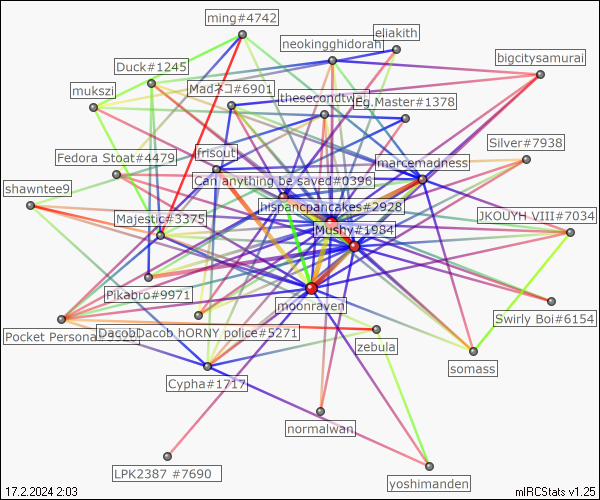 ming#4742
eliakith
neokingghidorah
bigcitysamurai
Duck#1245
Madネコ#6901
mukszi
Eg.Master#1378
Silver#7938
frisout
Fedora Stoat#4479
marcemadness
Can anything be saved#0396
shawntee9
hispancpancakes#2928
Majestic#3375
JKOUYH VIII#7034
Mushy#1984
Pikabro#9971
moonraven
Swirly Boi#6154
DacobDacob hORNY police#5271
Pocket
zebula
somass
Cypha#1717
normalwan
LPK2387 #7690
yoshimanden
17.2.2024 2:03
mIRCStats v1.25